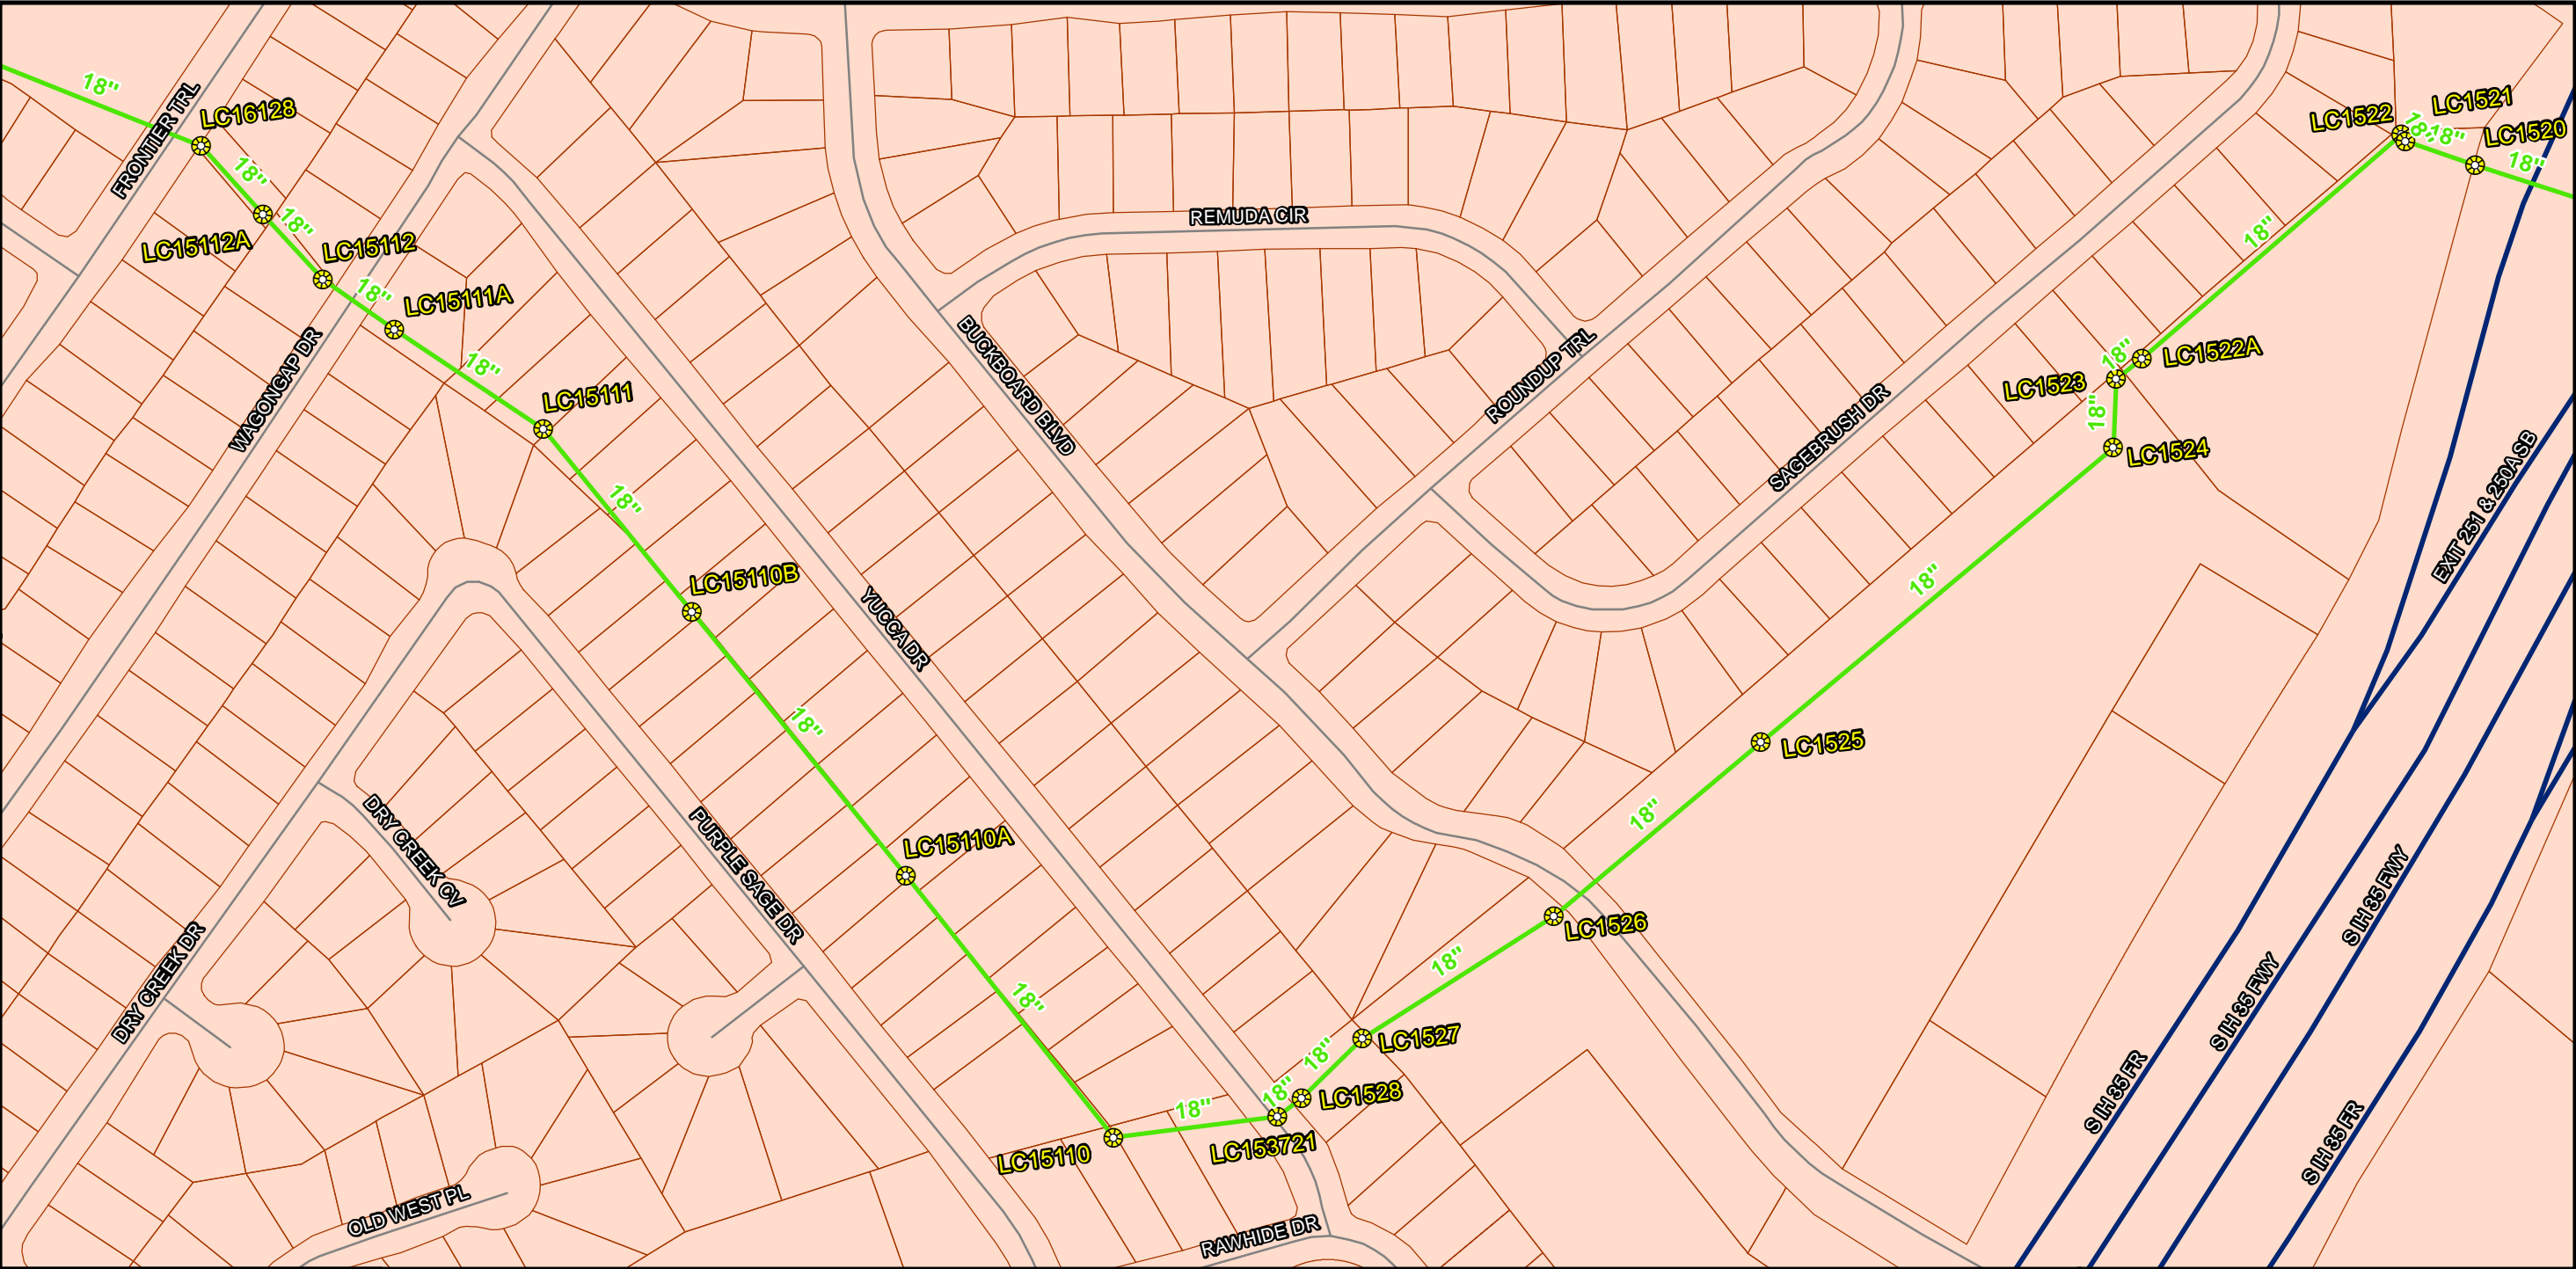 18"
FRONTIER TRL
LC16128
18"
LC15112A
18"
LC15112
18"
LC15111A
WAGONGAP DR
18"
LC15111
18"
LC15110B
18"
LC15110A
18"
LC15110
18"
LC153721
18"
LC1528
18"
LC1527
18"
LC1526
18"
LC1525
18"
LC1524
18"
LC1523
18"
LC1522A
18"
LC1522
18"
LC1521
18"
LC1520
18"
REMUDA CIR
BUCKBOARD BLVD
ROUNDUP TRL
SAGEBRUSH DR
YUCCA DR
PURPLE SAGE DR
DRY CREEK CV
DRY CREEK DR
OLD WEST PL
RAWHIDE DR
EXIT 251 & 250A SB
S IH 35 FWY
S IH 35 FWY
S IH 35 FR
S IH 35 FR